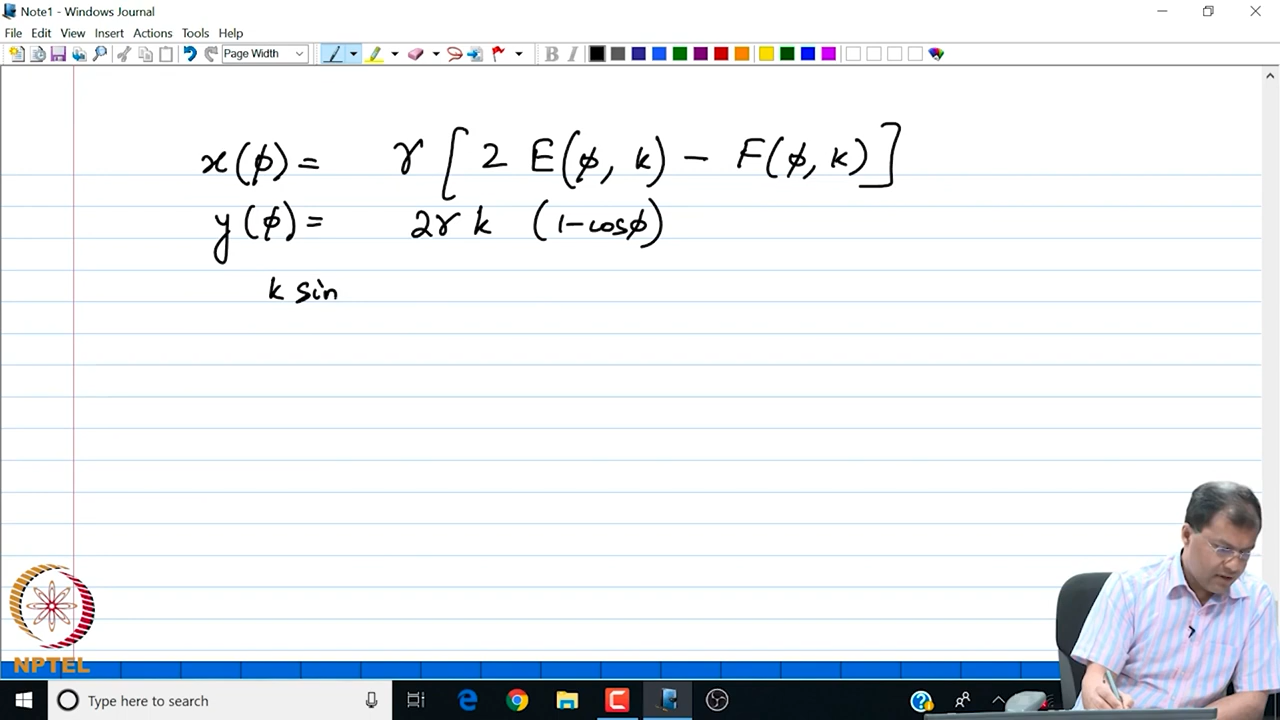 Note1 - Windows Journal
File Edit View Insert Actions Tools Help
Page Width B I
x(φ) = γ [ 2 E(φ, k) - F(φ, k) ]
y(φ) = 2γ k (1-cosφ)
k sin
NPTEL
Type here to search